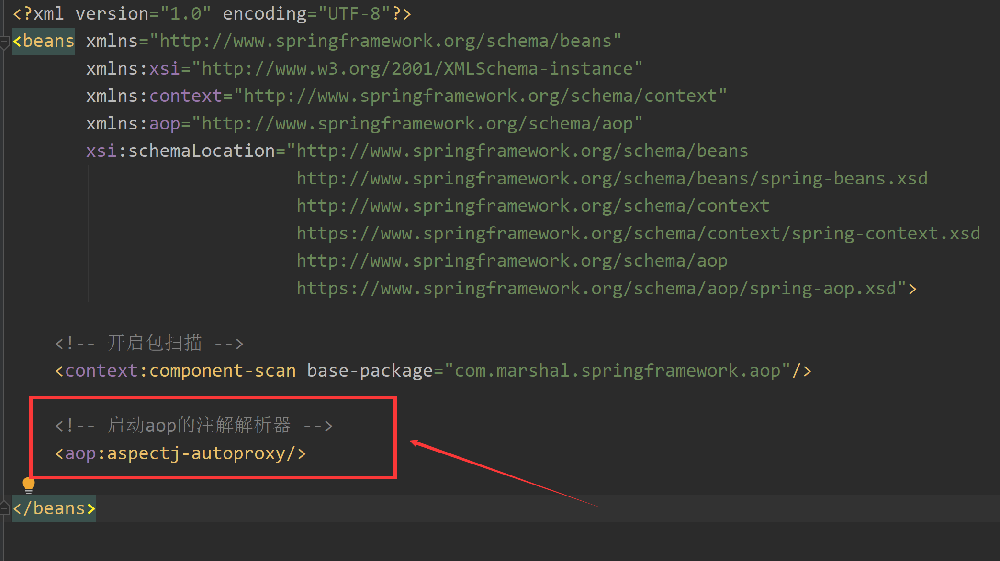 <?xml version="1.0" encoding="UTF-8"?>
<beans xmlns="http://www.springframework.org/schema/beans"
xmlns:xsi="http://www.w3.org/2001/XMLSchema-instance"
xmlns:context="http://www.springframework.org/schema/context"
xmlns:aop="http://www.springframework.org/schema/aop"
xsi:schemaLocation="http://www.springframework.org/schema/beans
http://www.springframework.org/schema/beans/spring-beans.xsd
http://www.springframework.org/schema/context
https://www.springframework.org/schema/context/spring-context.xsd
http://www.springframework.org/schema/aop
https://www.springframework.org/schema/aop/spring-aop.xsd">
<!-- 开启包扫描 -->
<context:component-scan base-package="com.marshal.springframework.aop"/>
<!-- 启动aop的注解解析器 -->
<aop:aspectj-autoproxy/>
</beans>